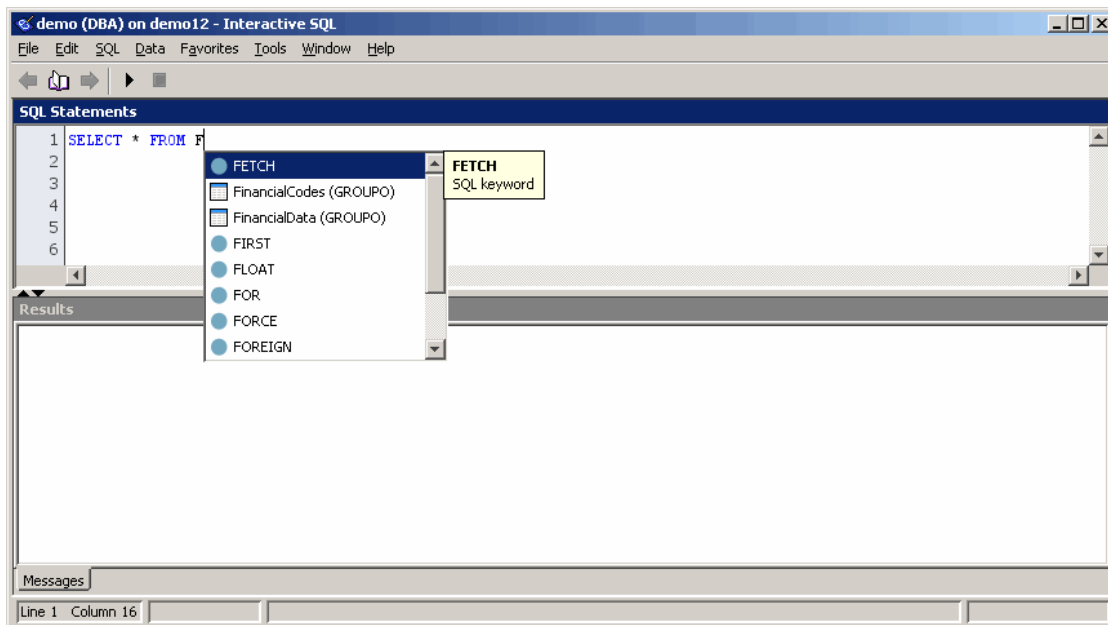 demo (DBA) on demo12 - Interactive SQL
File Edit SQL Data Favorites Tools Window Help
SQL Statements
1 SELECT * FROM F
2
3
4
5
6
FETCH
FinancialCodes (GROUPO)
FinancialData (GROUPO)
FIRST
FLOAT
FOR
FORCE
FOREIGN
FETCH
SQL keyword
Results
Messages
Line 1 Column 16